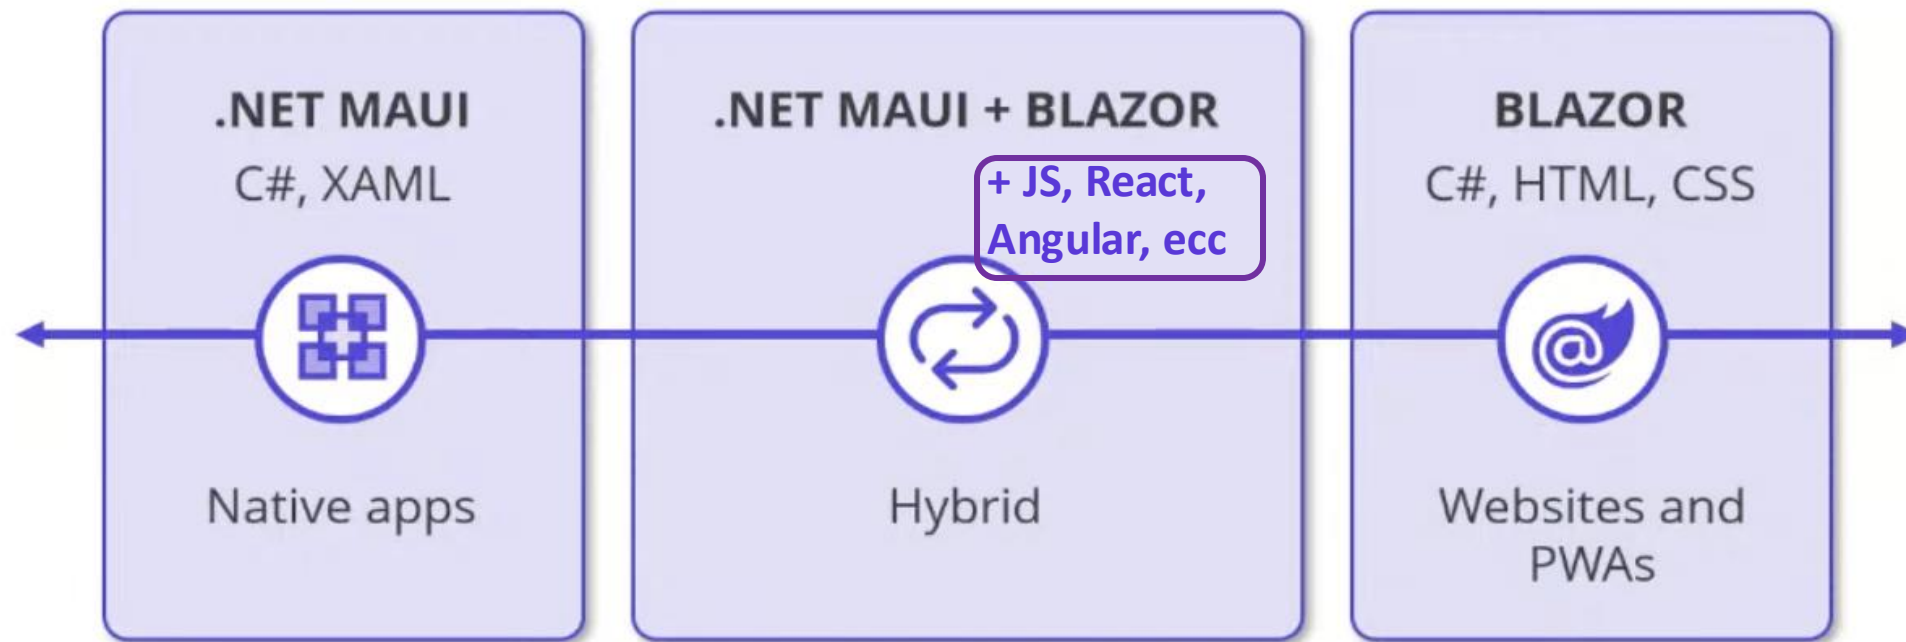 .NET MAUI
C#, XAML
Native apps
.NET MAUI + BLAZOR
+ JS, React,
Angular, ecc
Hybrid
BLAZOR
C#, HTML, CSS
@
Websites and
PWAs